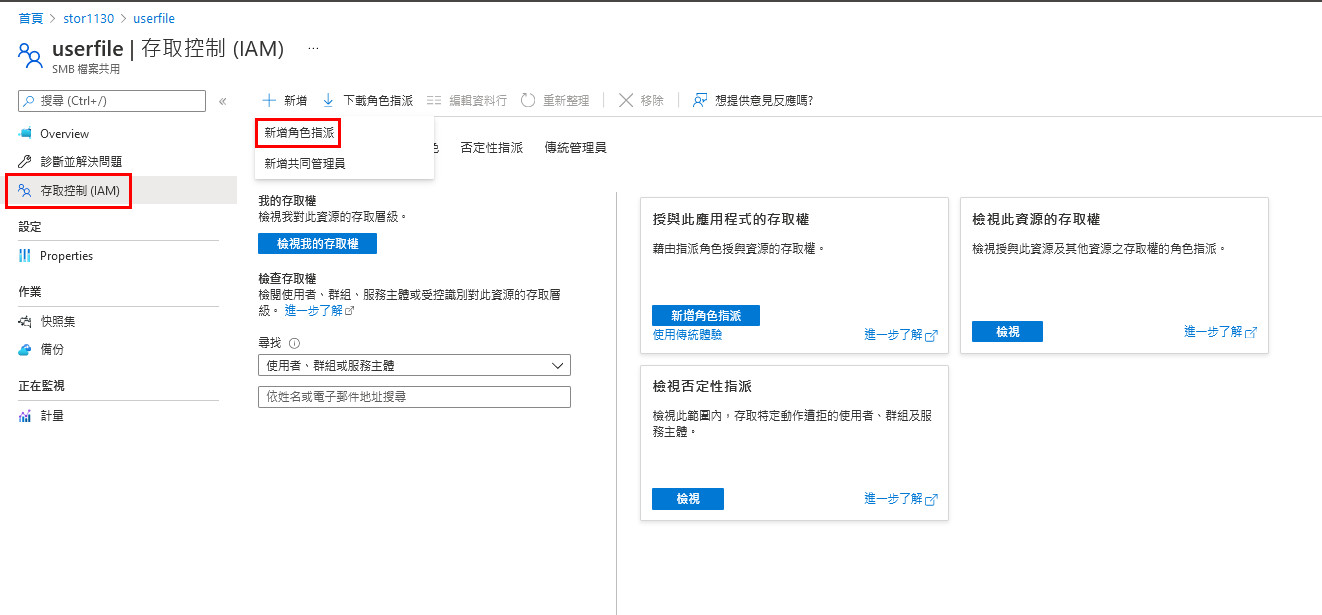 首頁 > stor1130 > userfile
userfile | 存取控制 (IAM) ...
SMB 檔案共用
搜尋 (Ctrl+/)
«
Overview
診斷並解決問題
存取控制 (IAM)
設定
Properties
作業
快照集
備份
正在監視
計量
新增 下載角色指派 編輯資料行 重新整理 移除 想提供意見反應嗎?
新增角色指派
新增共同管理員
否定性指派 傳統管理員
我的存取權
檢視我對此資源的存取層級。
檢視我的存取權
檢查存取權
檢閱使用者、群組、服務主體或受控識別對此資源的存取層
級。 進一步了解
尋找
使用者、群組或服務主體
依姓名或電子郵件地址搜尋
授與此應用程式的存取權
藉由指派角色授與資源的存取權。
新增角色指派
使用傳統體驗
進一步了解
檢視此資源的存取權
檢視授與此資源及其他資源之存取權的角色指派。
檢視
進一步了解
檢視否定性指派
檢視此範圍內，存取特定動作遭拒的使用者、群組及服
務主體。
檢視
進一步了解